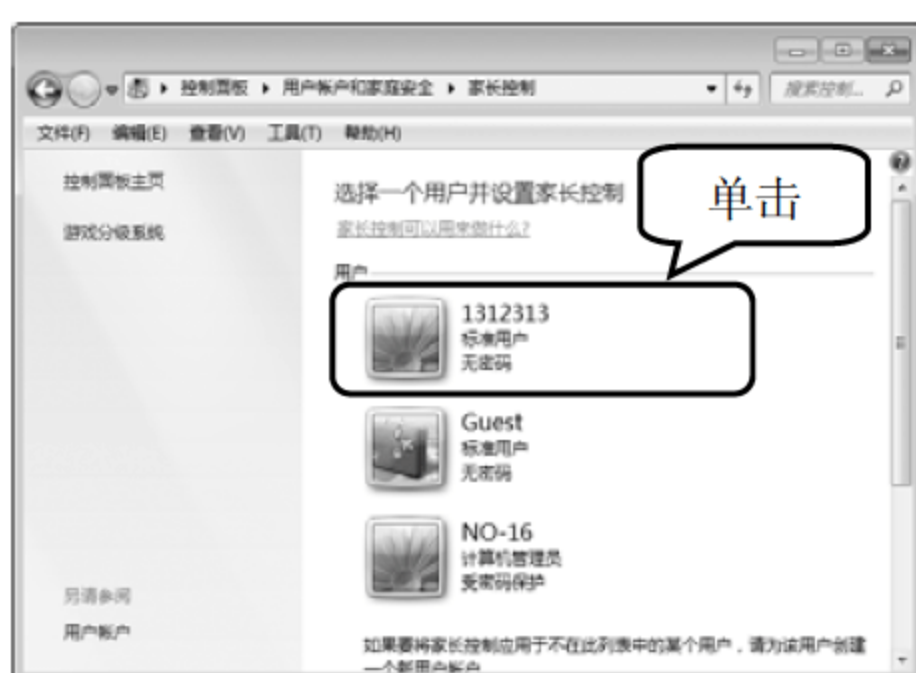 控制面板 ▸ 用户帐户和家庭安全 ▸ 家长控制
搜索控制...
文件(F) 编辑(E) 查看(V) 工具(T) 帮助(H)
控制面板主页
游戏分级系统
另请参阅
用户帐户
选择一个用户并设置家长控制
家长控制可以用来做什么?
单击
用户
1312313
标准用户
无密码
Guest
标准用户
无密码
NO-16
计算机管理员
受密码保护
如果要将家长控制应用于不在此列表中的某个用户，请为该用户创建
一个新用户帐户